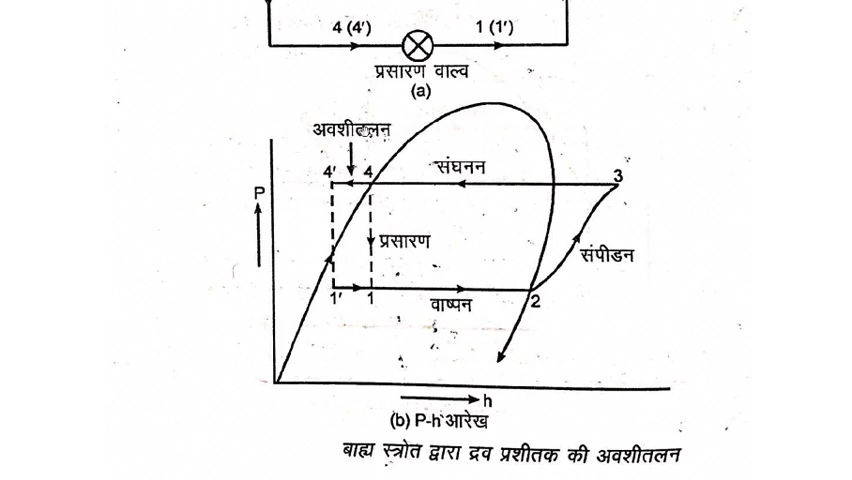 4 (4′) 1 (1′)
प्रसारण वाल्व
(a)
अवशीतलन
4′ 4 संघनन 3
P
प्रसारण
संपीडन
1′ 1 वाष्पन 2
h
(b) P-h आरेख
बाह्य स्त्रोत द्वारा द्रव प्रशीतक की अवशीतलन